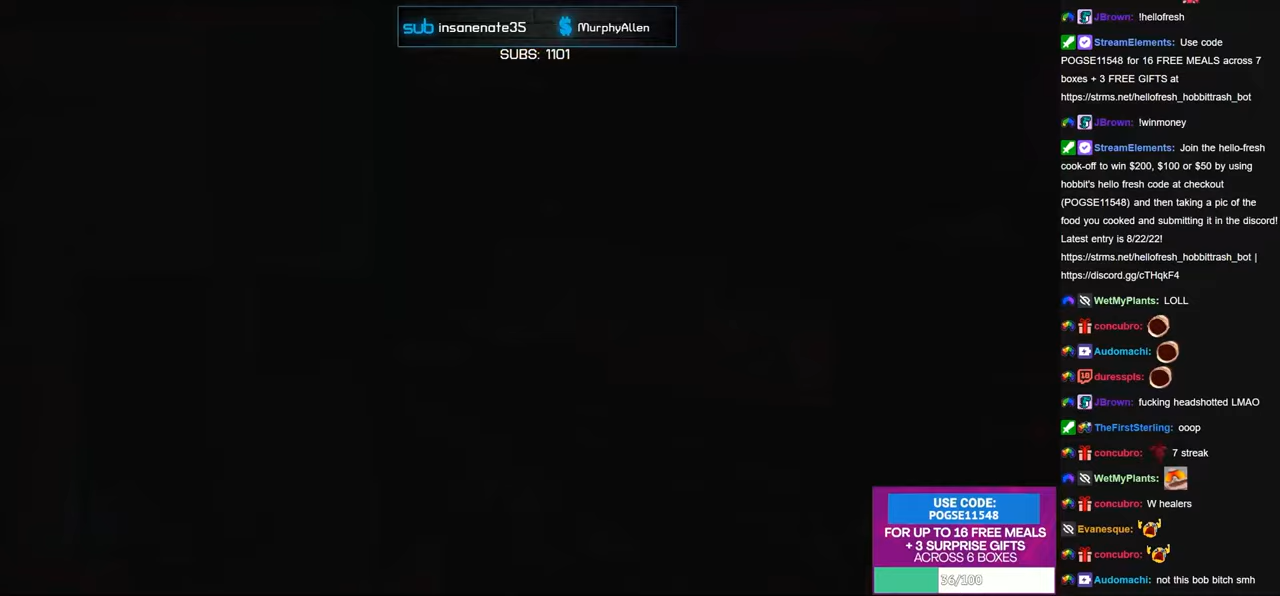 sub insanenate35 $ MurphyAllen
SUBS: 1101
JBrown: !hellofresh
StreamElements: Use code
POGSE11548 for 16 FREE MEALS across 7
boxes + 3 FREE GIFTS at
https://strms.net/hellofresh_hobbittrash_bot
JBrown: !winmoney
StreamElements: Join the hello-fresh
cook-off to win $200, $100 or $50 by using
hobbit's hello fresh code at checkout
(POGSE11548) and then taking a pic of the
food you cooked and submitting it in the discord!
Latest entry is 8/22/22!
https://strms.net/hellofresh_hobbittrash_bot |
https://discord.gg/cTHqkF4
WetMyPlants: LOLL
concubro:
Audomachi:
18 duresspls:
JBrown: fucking headshotted LMAO
TheFirstSterling: ooop
concubro: 7 streak
WetMyPlants:
concubro: W healers
Evanesque:
concubro:
Audomachi: not this bob bitch smh
USE CODE:
POGSE11548
FOR UP TO 16 FREE MEALS
+ 3 SURPRISE GIFTS
ACROSS 6 BOXES
36/100